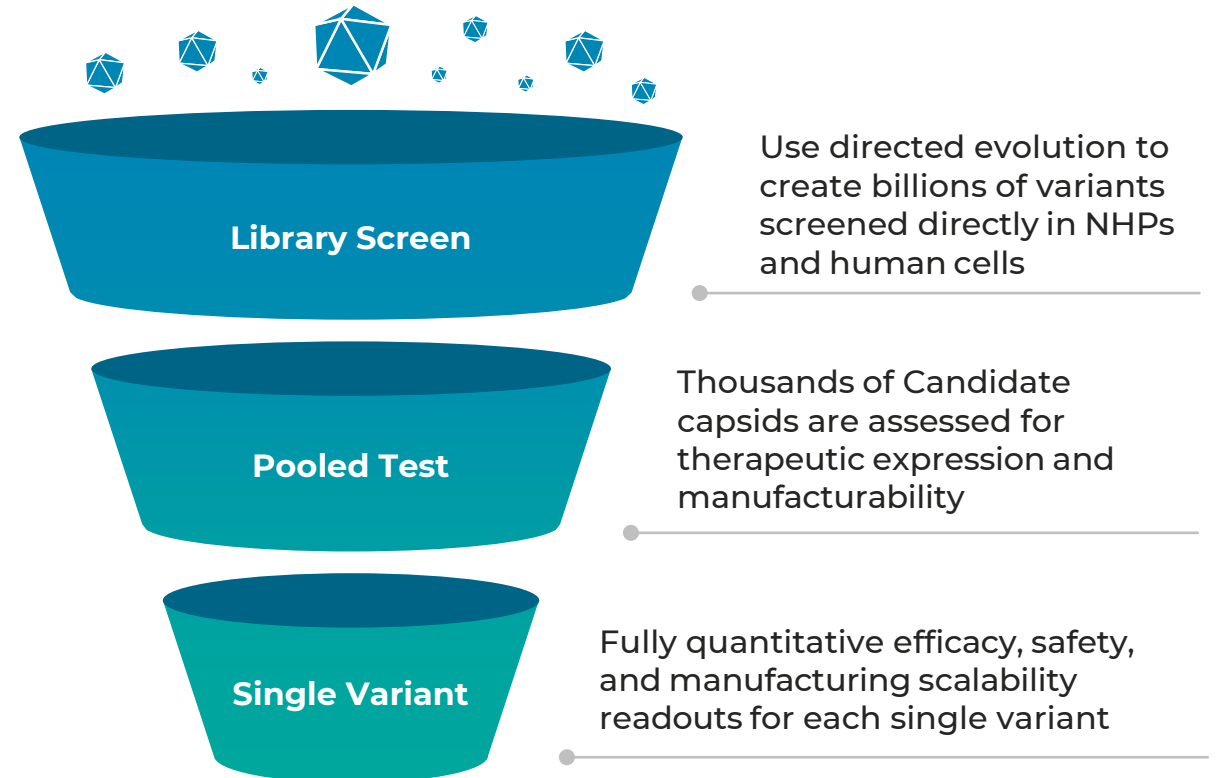 Library Screen
Use directed evolution to
create billions of variants
screened directly in NHPs
and human cells
Pooled Test
Thousands of Candidate
capsids are assessed for
therapeutic expression and
manufacturability
Single Variant
Fully quantitative efficacy, safety,
and manufacturing scalability
readouts for each single variant